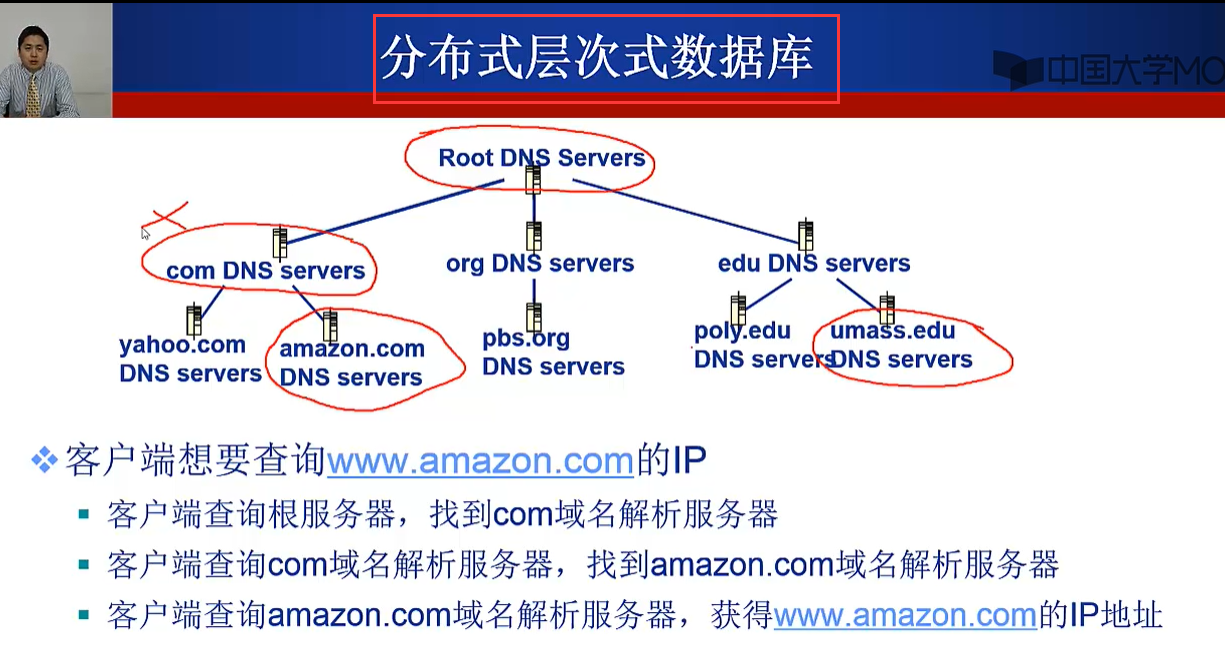 分布式层次式数据库
中国大学MO
Root DNS Servers
com DNS servers
org DNS servers
edu DNS servers
yahoo.com
DNS servers
amazon.com
DNS servers
pbs.org
DNS servers
poly.edu
DNS servers
umass.edu
DNS servers
客户端想要查询www.amazon.com的IP
客户端查询根服务器，找到com域名解析服务器
客户端查询com域名解析服务器，找到amazon.com域名解析服务器
客户端查询amazon.com域名解析服务器，获得www.amazon.com的IP地址